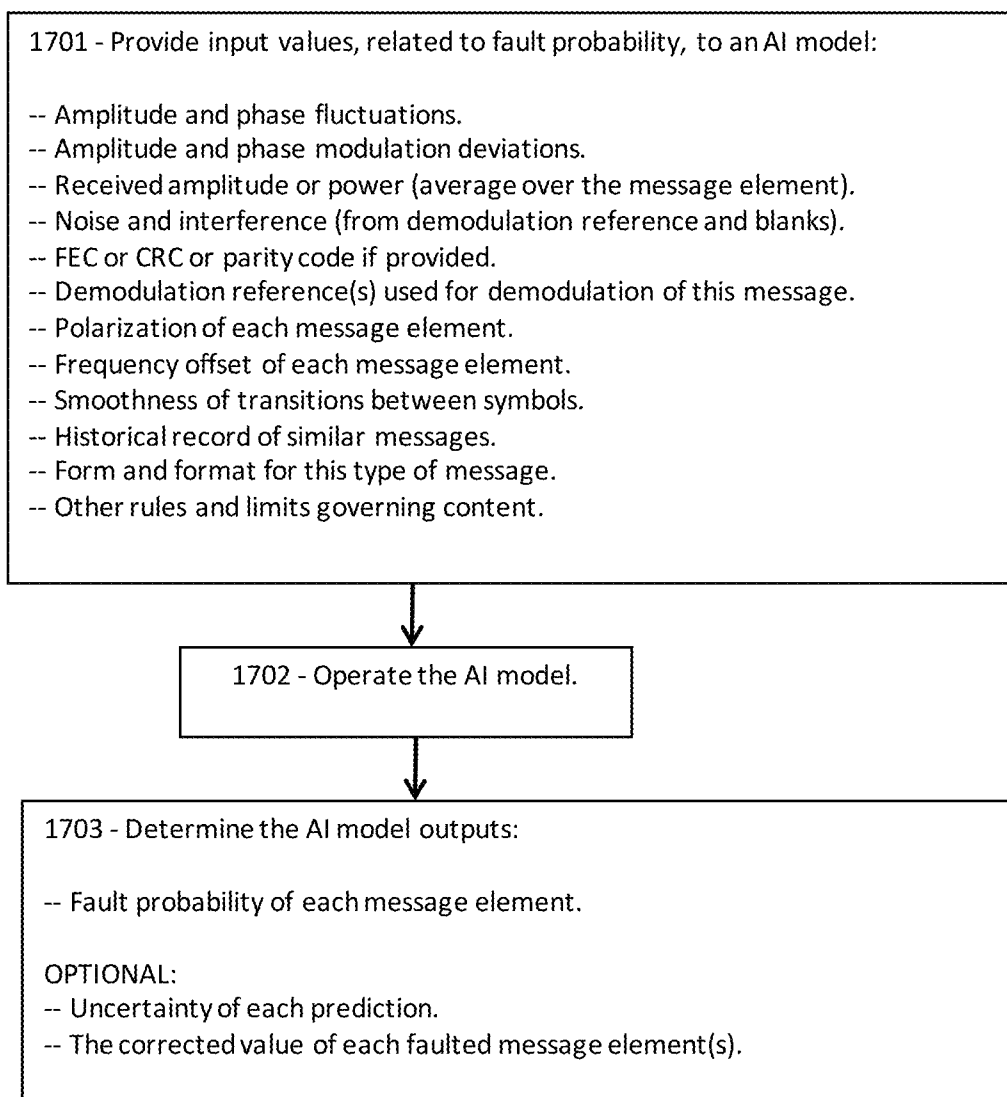 1701 - Provide input values, related to fault probability, to an AI model:
-- Amplitude and phase fluctuations.
-- Amplitude and phase modulation deviations.
-- Received amplitude or power (average over the message element).
-- Noise and interference (from demodulation reference and blanks).
-- FEC or CRC or parity code if provided.
-- Demodulation reference(s) used for demodulation of this message.
-- Polarization of each message element.
-- Frequency offset of each message element.
-- Smoothness of transitions between symbols.
-- Historical record of similar messages.
-- Form and format for this type of message.
-- Other rules and limits governing content.
1702 - Operate the AI model.
1703 - Determine the AI model outputs:
-- Fault probability of each message element.
OPTIONAL:
-- Uncertainty of each prediction.
-- The corrected value of each faulted message element(s).